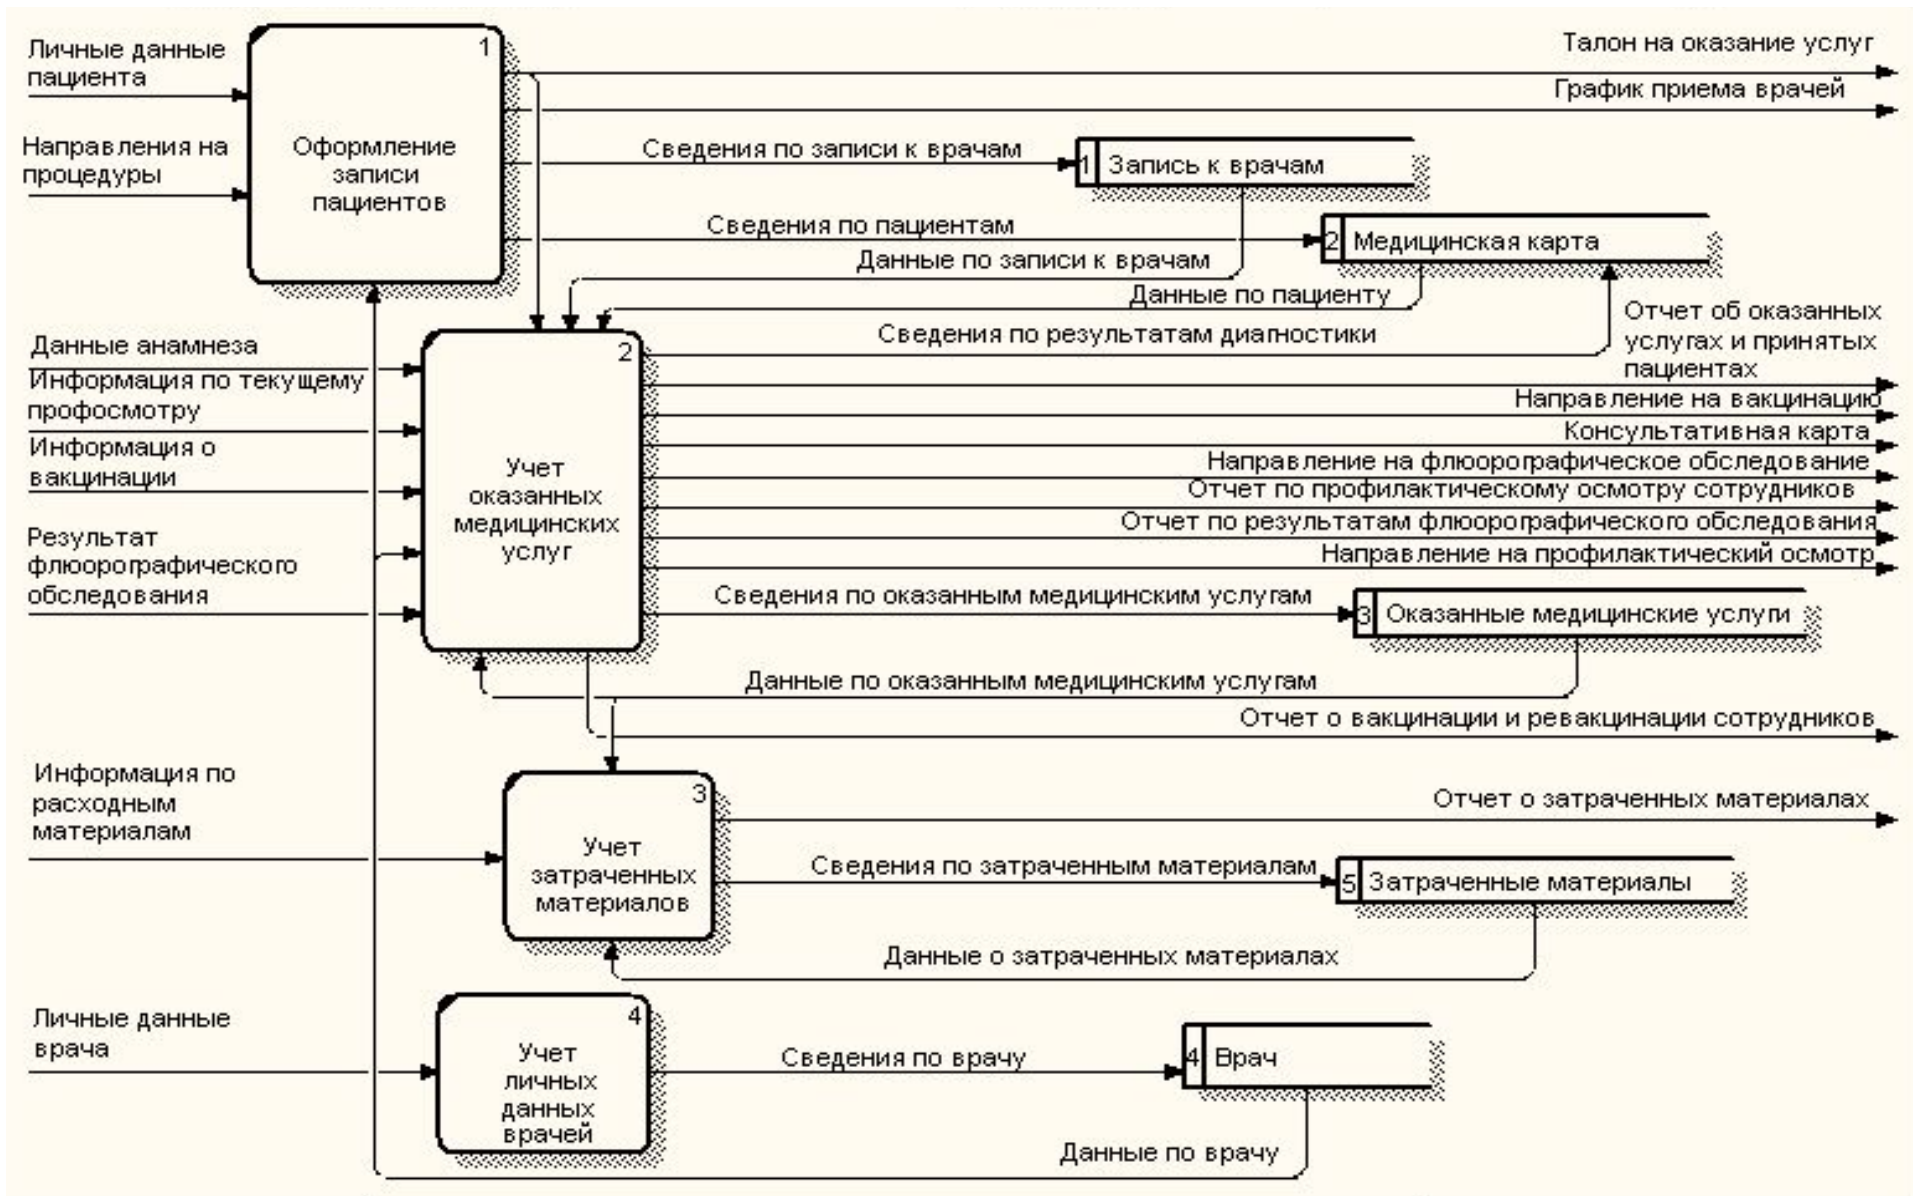 Личные данные
пациента
Направления на
процедуры
1
Оформление
записи
пациентов
Талон на оказание услуг
График приема врачей
Сведения по записи к врачам
1 Запись к врачам
Сведения по пациентам
2 Медицинская карта
Данные по записи к врачам
Данные по пациенту
Сведения по результатам диагностики
Отчет об оказанных
услугах и принятых
пациентах
Данные анамнеза
Информация по текущему
профосмотру
Информация о
вакцинации
Результат
флюорографического
обследования
2
Учет
оказанных
медицинских
услуг
Направление на вакцинацию
Консультативная карта
Направление на флюорографическое обследование
Отчет по профилактическому осмотру сотрудников
Отчет по результатам флюорографического обследования
Направление на профилактический осмотр
Сведения по оказанным медицинским услугам
3 Оказанные медицинские услуги
Данные по оказанным медицинским услугам
Отчет о вакцинации и ревакцинации сотрудников
Информация по
расходным
материалам
3
Учет
затраченных
материалов
Отчет о затраченных материалах
Сведения по затраченным материалам
5 Затраченные материалы
Данные о затраченных материалах
Личные данные
врача
4
Учет
личных
данных
врачей
Сведения по врачу
4 Врач
Данные по врачу